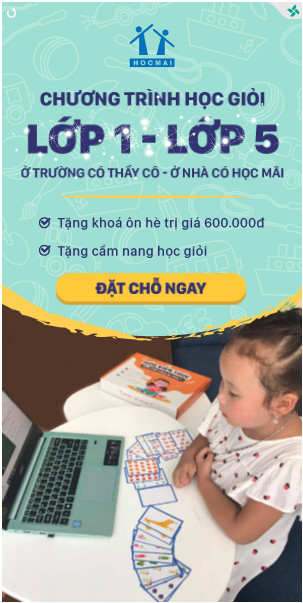 HOCMAI
CHƯƠNG TRÌNH HỌC GIỎI
LỚP 1 - LỚP 5
Ở TRƯỜNG CÓ THẦY CÔ - Ở NHÀ CÓ HỌC MÃI
Tặng khoá ôn hè trị giá 600.000đ
Tặng cẩm nang học giỏi
ĐẶT CHỖ NGAY